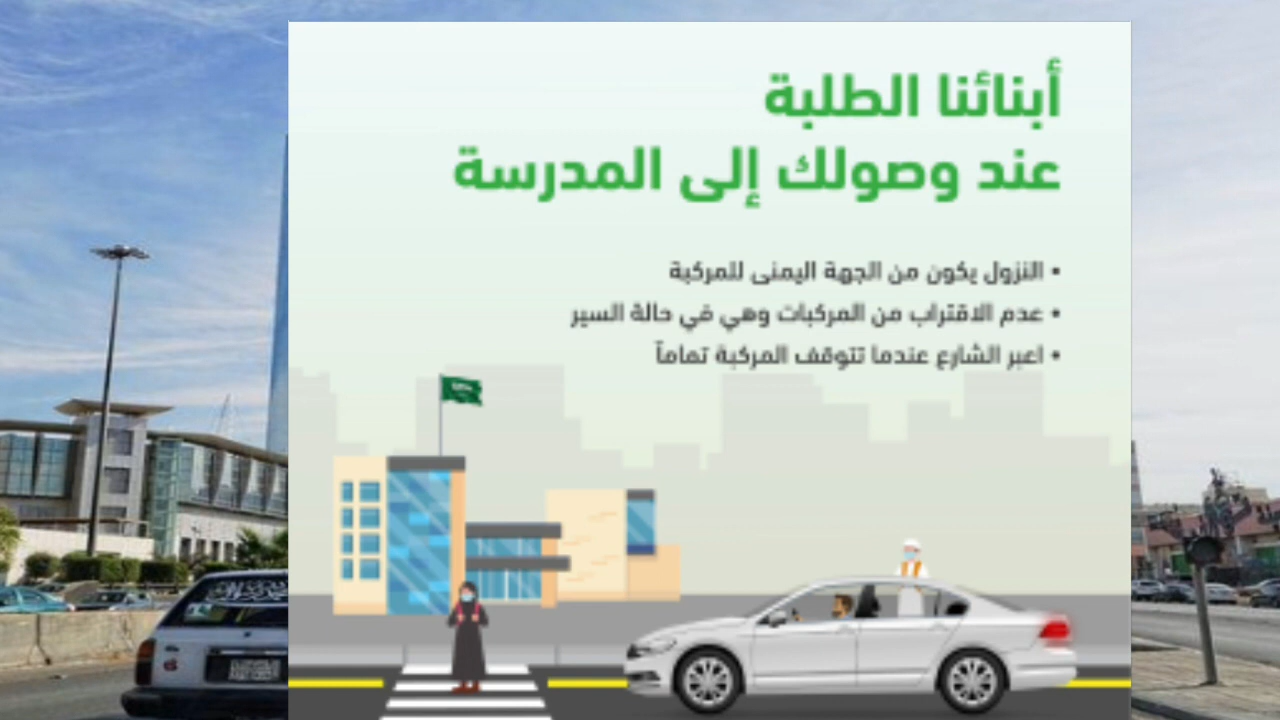 أبنائنا الطلبة
عند وصولك إلى المدرسة
• النزول يكون من الجهة اليمنى للمركبة
• عدم الاقتراب من المركبات وهي في حالة السير
• اعبر الشارع عندما تتوقف المركبة تماماً